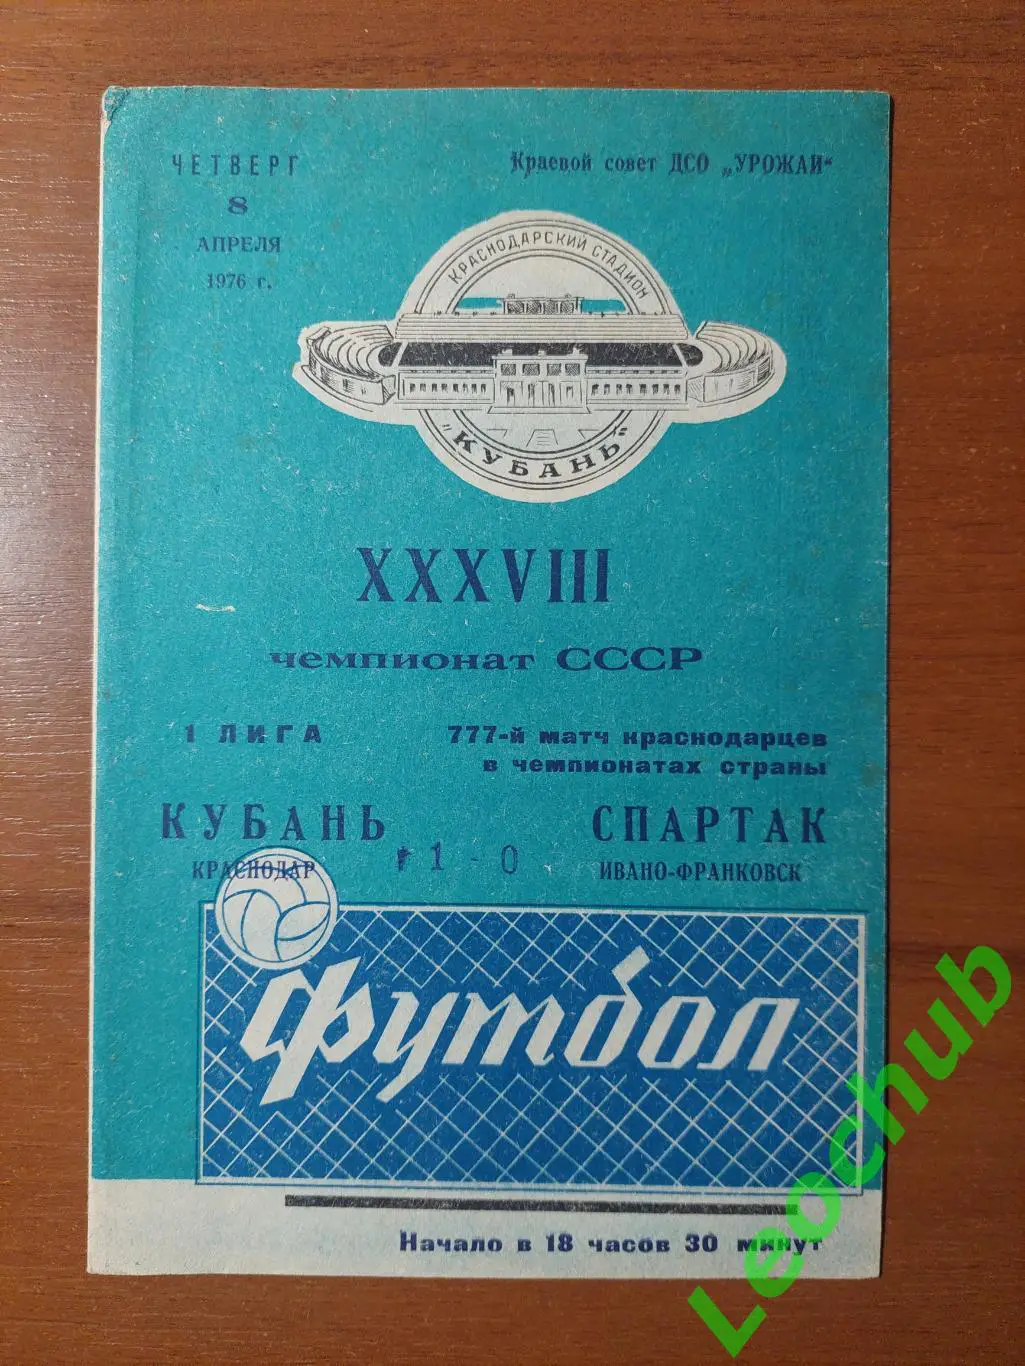 ЧЕТВЕРГ
8
АПРЕЛЯ
1976 г.
Краевой совет ДСО „УРОЖАЙ“
КРАСНОДАРСКИЙ СТАДИОН
„КУБАНЬ“
XXXVIII
чемпионат СССР
1 ЛИГА
777-й матч краснодарцев
в чемпионатах страны
КУБАНЬ
КРАСНОДАР
1 - 0
СПАРТАК
ИВАНО-ФРАНКОВСК
Футбол
Начало в 18 часов 30 минут
Leochub